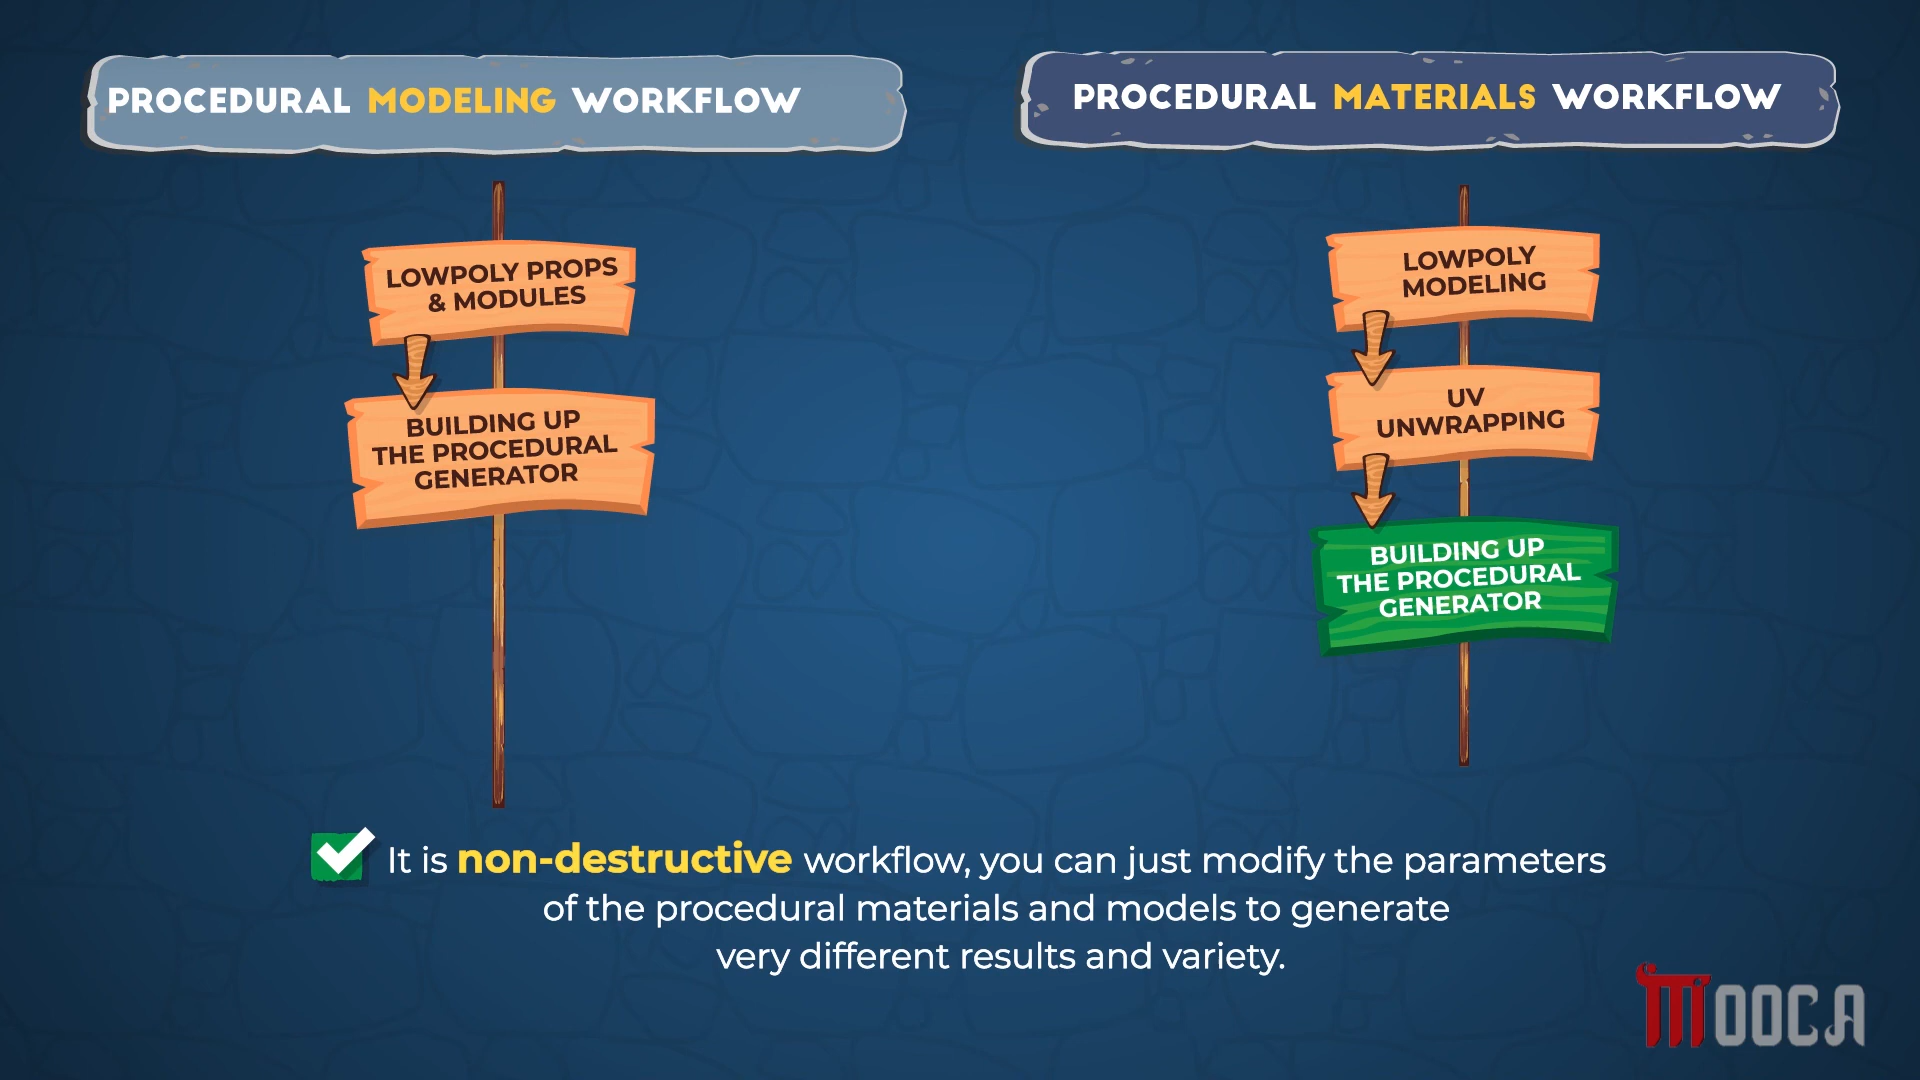 PROCEDURAL MODELING WORKFLOW
LOWPOLY PROPS
& MODULES
BUILDING UP
THE PROCEDURAL
GENERATOR
PROCEDURAL MATERIALS WORKFLOW
LOWPOLY
MODELING
UV
UNWRAPPING
BUILDING UP
THE PROCEDURAL
GENERATOR
It is non-destructive workflow, you can just modify the parameters
of the procedural materials and models to generate
very different results and variety.
MOOCA